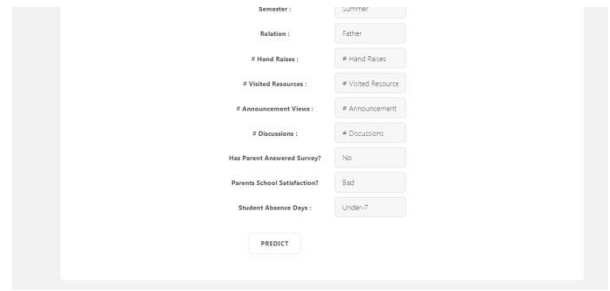 Semester : Summer
Relation : Father
# Hand Raises : # Hand Raises
# Visited Resources : # Visited Resource
# Announcement Views : # Announcement
# Discussions : # Discussions
Has Parent Answered Survey? No
Parents School Satisfaction? Bad
Student Absence Days : Under-7
PREDICT